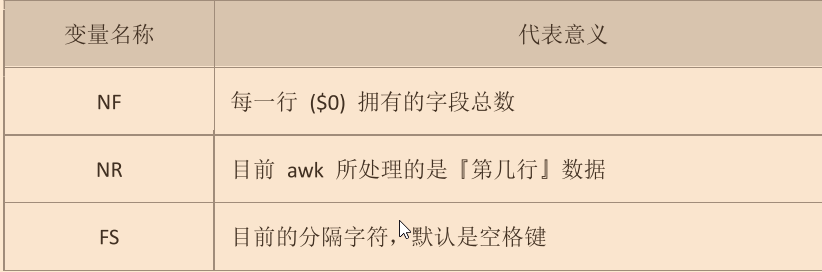 变量名称 代表意义
NF 每一行 ($0) 拥有的字段总数
NR 目前 awk 所处理的是『第几行』数据
FS 目前的分隔字符，默认是空格键